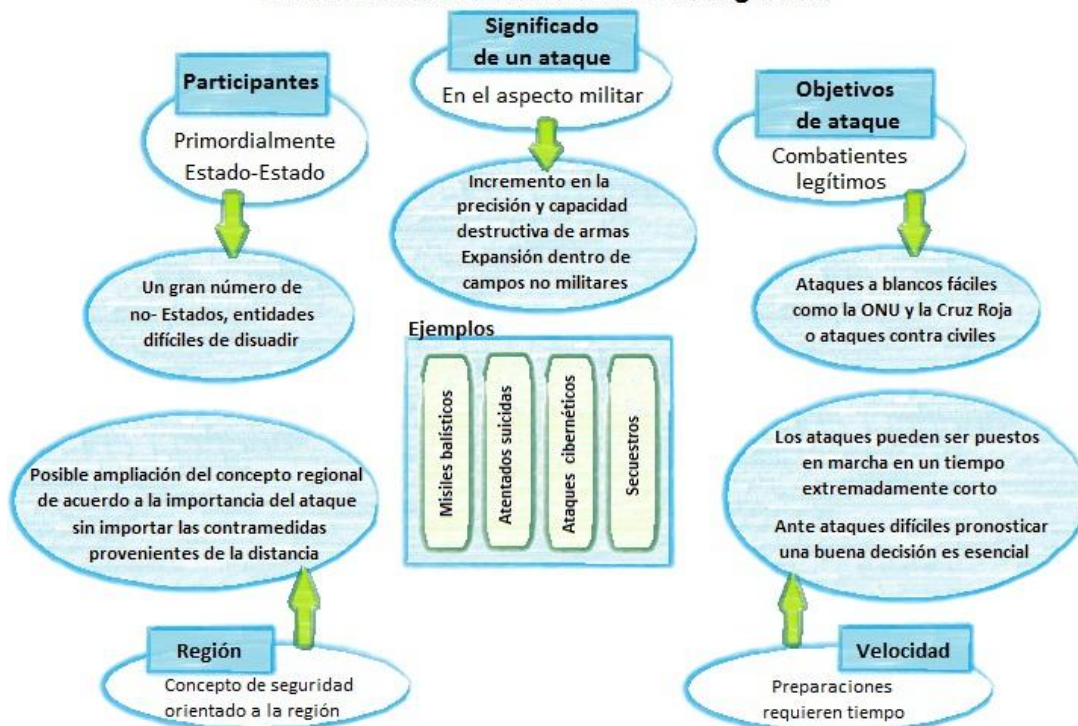 Participantes
Primordialmente
Estado-Estado
Un gran número de
no- Estados, entidades
difíciles de disuadir
Significado
de un ataque
En el aspecto militar
Incremento en la
precisión y capacidad
destructiva de armas
Expansión dentro de
campos no militares
Objetivos
de ataque
Combatientes
legítimos
Ataques a blancos fáciles
como la ONU y la Cruz Roja
o ataques contra civiles
Ejemplos
Misiles balísticos
Atentados suicidas
Ataques cibernéticos
Secuestros
Posible ampliación del concepto regional
de acuerdo a la importancia del ataque
sin importar las contramedidas
provenientes de la distancia
Región
Concepto de seguridad
orientado a la región
Los ataques pueden ser puestos
en marcha en un tiempo
extremadamente corto
Ante ataques difíciles pronosticar
una buena decisión es esencial
Velocidad
Preparaciones
requieren tiempo